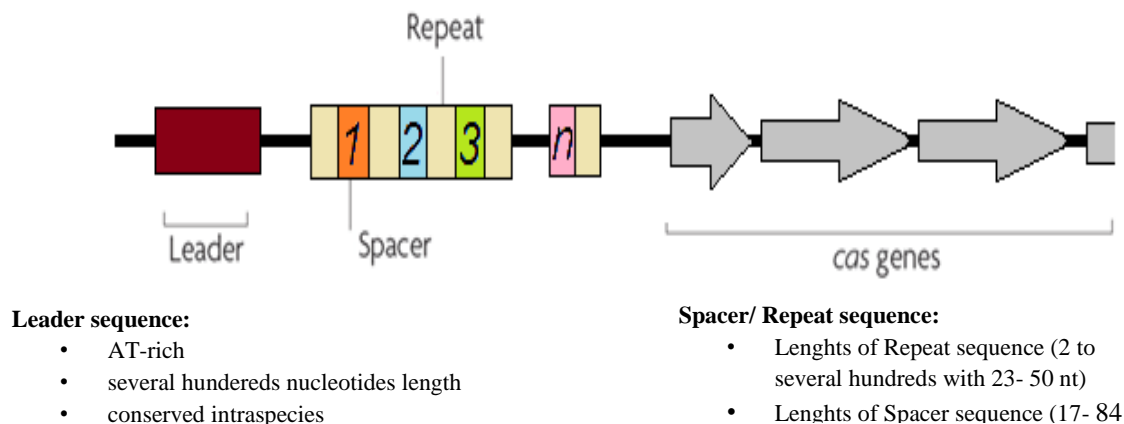 Repeat
1 2 3 n
Leader
Spacer
cas genes
Leader sequence:
• AT-rich
• several hundereds nucleotides length
• conserved intraspecies
Spacer/ Repeat sequence:
• Lenghts of Repeat sequence (2 to
several hundreds with 23- 50 nt)
• Lenghts of Spacer sequence (17- 84